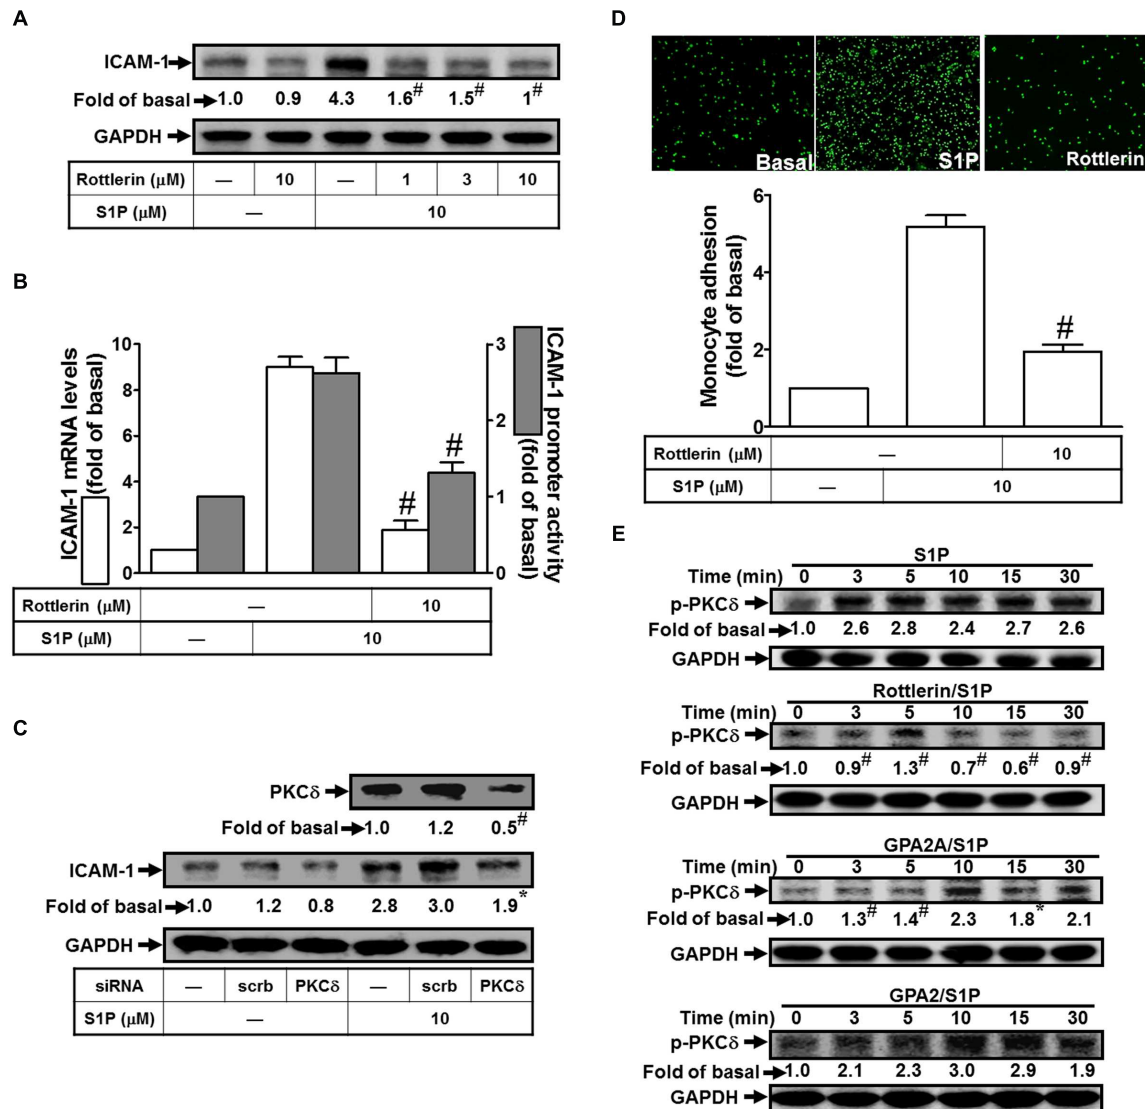 A
ICAM-1
Fold of basal 1.0 0.9 4.3 1.6# 1.5# 1#
GAPDH
Rottlerin (μM) — 10 — 1 3 10
S1P (μM) — 10
B
ICAM-1 mRNA levels
(fold of basal)
10
8
6
4
2
0
#
#
3
2
1
0
ICAM-1 promoter activity
(fold of basal)
Rottlerin (μM) — 10
S1P (μM) — 10
C
PKCδ
Fold of basal 1.0 1.2 0.5#
ICAM-1
Fold of basal 1.0 1.2 0.8 2.8 3.0 1.9*
GAPDH
siRNA — scrb PKCδ — scrb PKCδ
S1P (μM) — 10
D
Basal S1P Rottlerin
Monocyte adhesion
(fold of basal)
6
4
2
0
#
Rottlerin (μM) — 10
S1P (μM) — 10
E
S1P
Time (min) 0 3 5 10 15 30
p-PKCδ
Fold of basal 1.0 2.6 2.8 2.4 2.7 2.6
GAPDH
Rottlerin/S1P
Time (min) 0 3 5 10 15 30
p-PKCδ
Fold of basal 1.0 0.9# 1.3# 0.7# 0.6# 0.9#
GAPDH
GPA2A/S1P
Time (min) 0 3 5 10 15 30
p-PKCδ
Fold of basal 1.0 1.3# 1.4# 2.3 1.8* 2.1
GAPDH
GPA2/S1P
Time (min) 0 3 5 10 15 30
p-PKCδ
Fold of basal 1.0 2.1 2.3 3.0 2.9 1.9
GAPDH